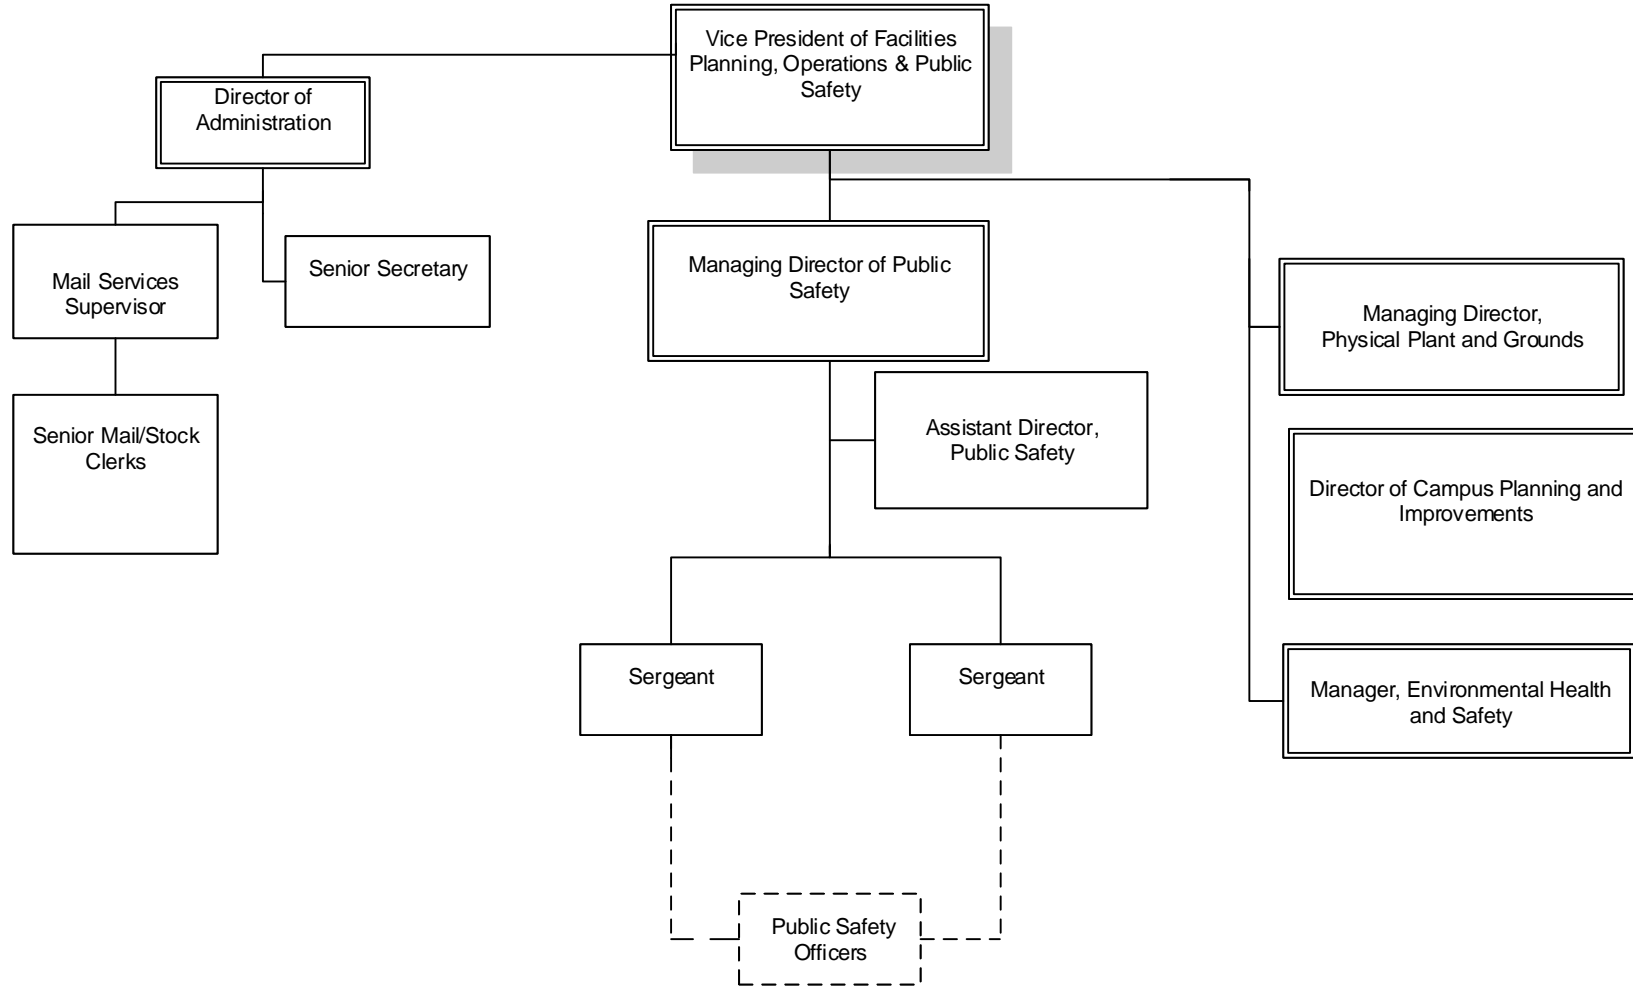 Vice President of Facilities
Planning, Operations & Public
Safety
Director of
Administration
Mail Services
Supervisor
Senior Secretary
Senior Mail/Stock
Clerks
Managing Director of Public
Safety
Assistant Director,
Public Safety
Sergeant
Sergeant
Public Safety
Officers
Managing Director,
Physical Plant and Grounds
Director of Campus Planning and
Improvements
Manager, Environmental Health
and Safety